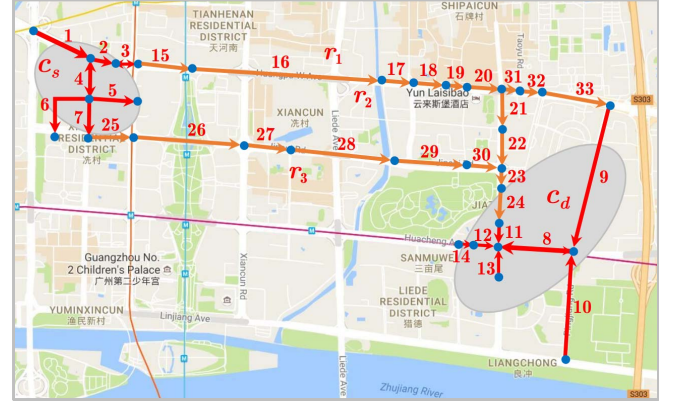 TIANHENAN
RESIDENTIAL
DISTRICT
天河南
SHIPAICUN
石牌村
Taoyu Rd
1
2
3
15
16
r₁
Huangpu W Ave
17
18
19
20
31
32
33
S303
c_s
4
5
6
7
r₂
Yun Laisibao
云来斯堡酒店
21
XIANCUN
冼村
Liede Ave
22
RESIDENTIAL
DISTRICT
冼村
25
26
27
28
29
30
r₃
23
9
24
c_d
Huacheng
11
12
8
14
13
SANMUWEI
三亩尾
Guangzhou No.
2 Children's Palace
广州第二少年宫
Xiancun Rd
LIEDE
RESIDENTIAL
DISTRICT
猎德
10
YUMINXINCUN
渔民新村
Linjiang Ave
Liede Ave
LIANGCHONG
良冲
Zhujiang River
S303